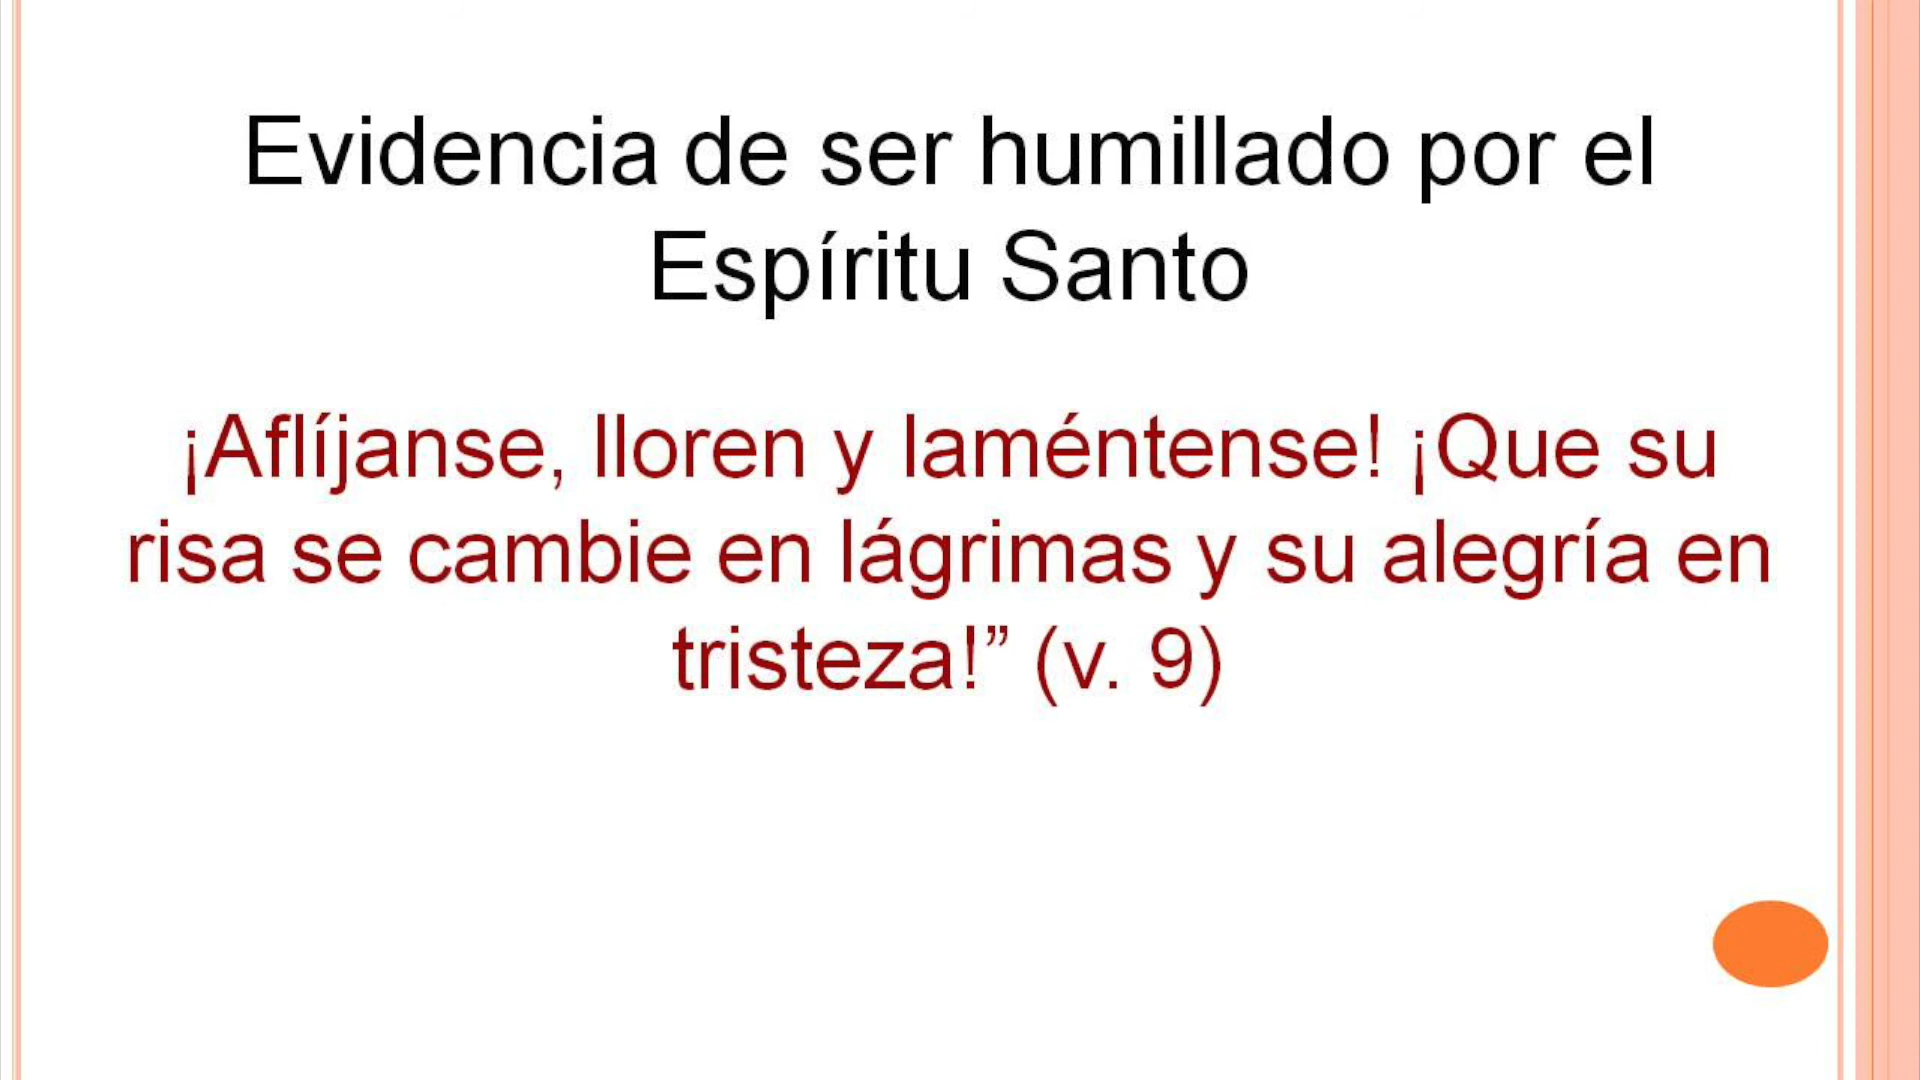 Evidencia de ser humillado por el
Espíritu Santo
¡Aflíjanse, lloren y laméntense! ¡Que su
risa se cambie en lágrimas y su alegría en
tristeza!” (v. 9)